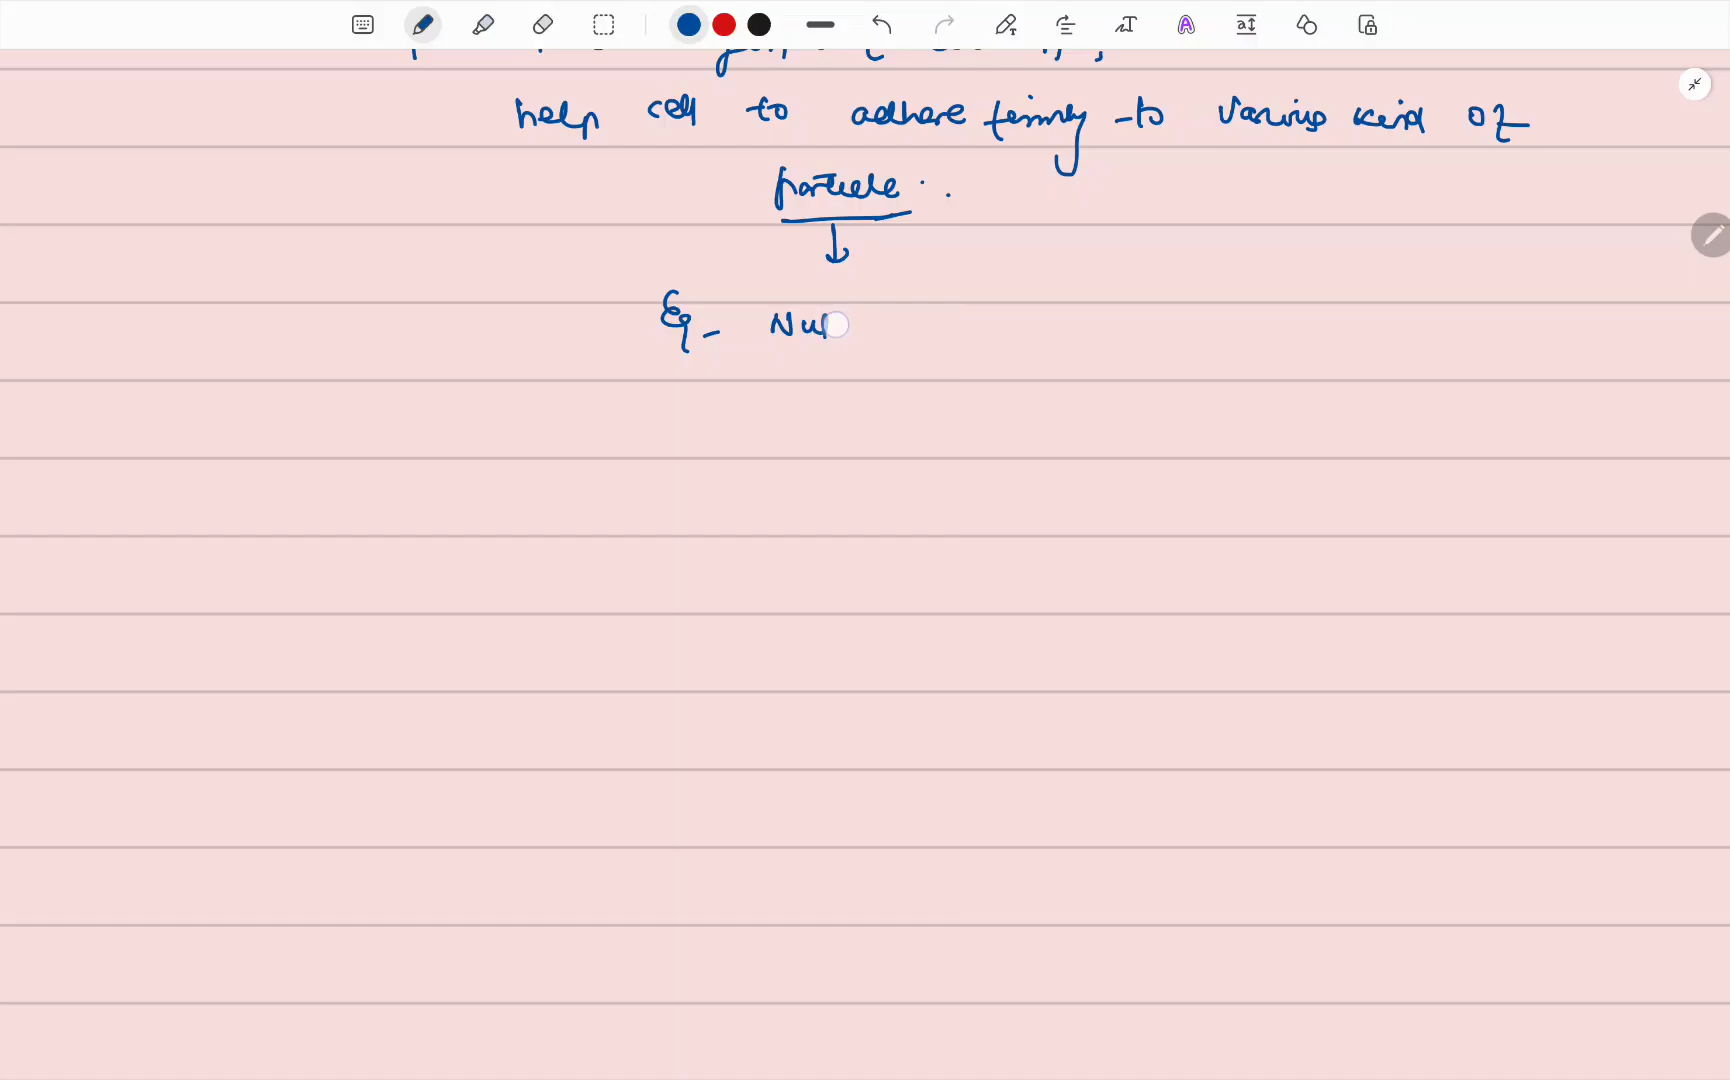 help cell to adhere firmly to various kind of
particle..
Eg- Nu